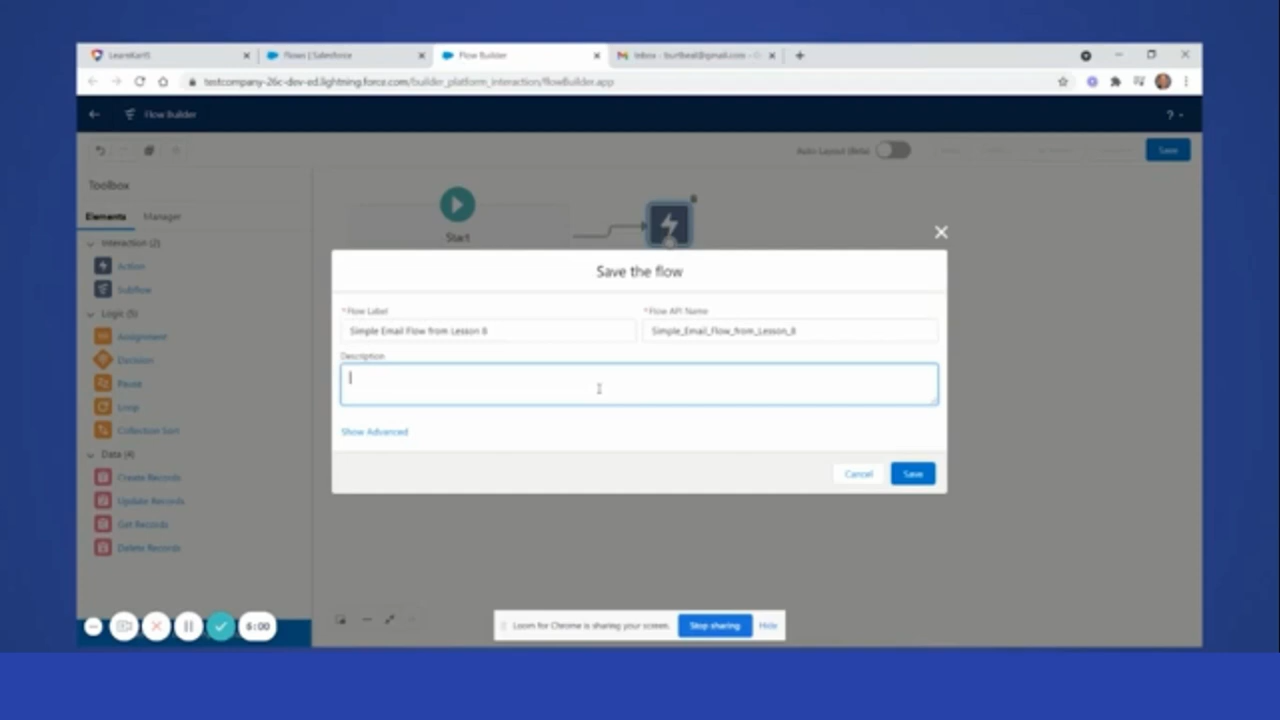 LearnKartS
Flows | Salesforce
Flow Builder
Inbox - burtbeal@gmail.com - G
testcompany-26c-dev-ed.lightning.force.com/builder_platform_interaction/flowBuilder.app
Flow Builder
?
Auto-Layout (Beta)
Save
Toolbox
Elements
Manager
Interaction (2)
Action
Subflow
Logic (5)
Assignment
Decision
Pause
Loop
Collection Sort
Data (4)
Create Records
Update Records
Get Records
Delete Records
Start
Save the flow
*Flow Label
*Flow API Name
Simple Email Flow from Lesson 8
Simple_Email_Flow_from_Lesson_8
Description
Show Advanced
Cancel
Save
6:00
Loom for Chrome is sharing your screen.
Stop sharing
Hide